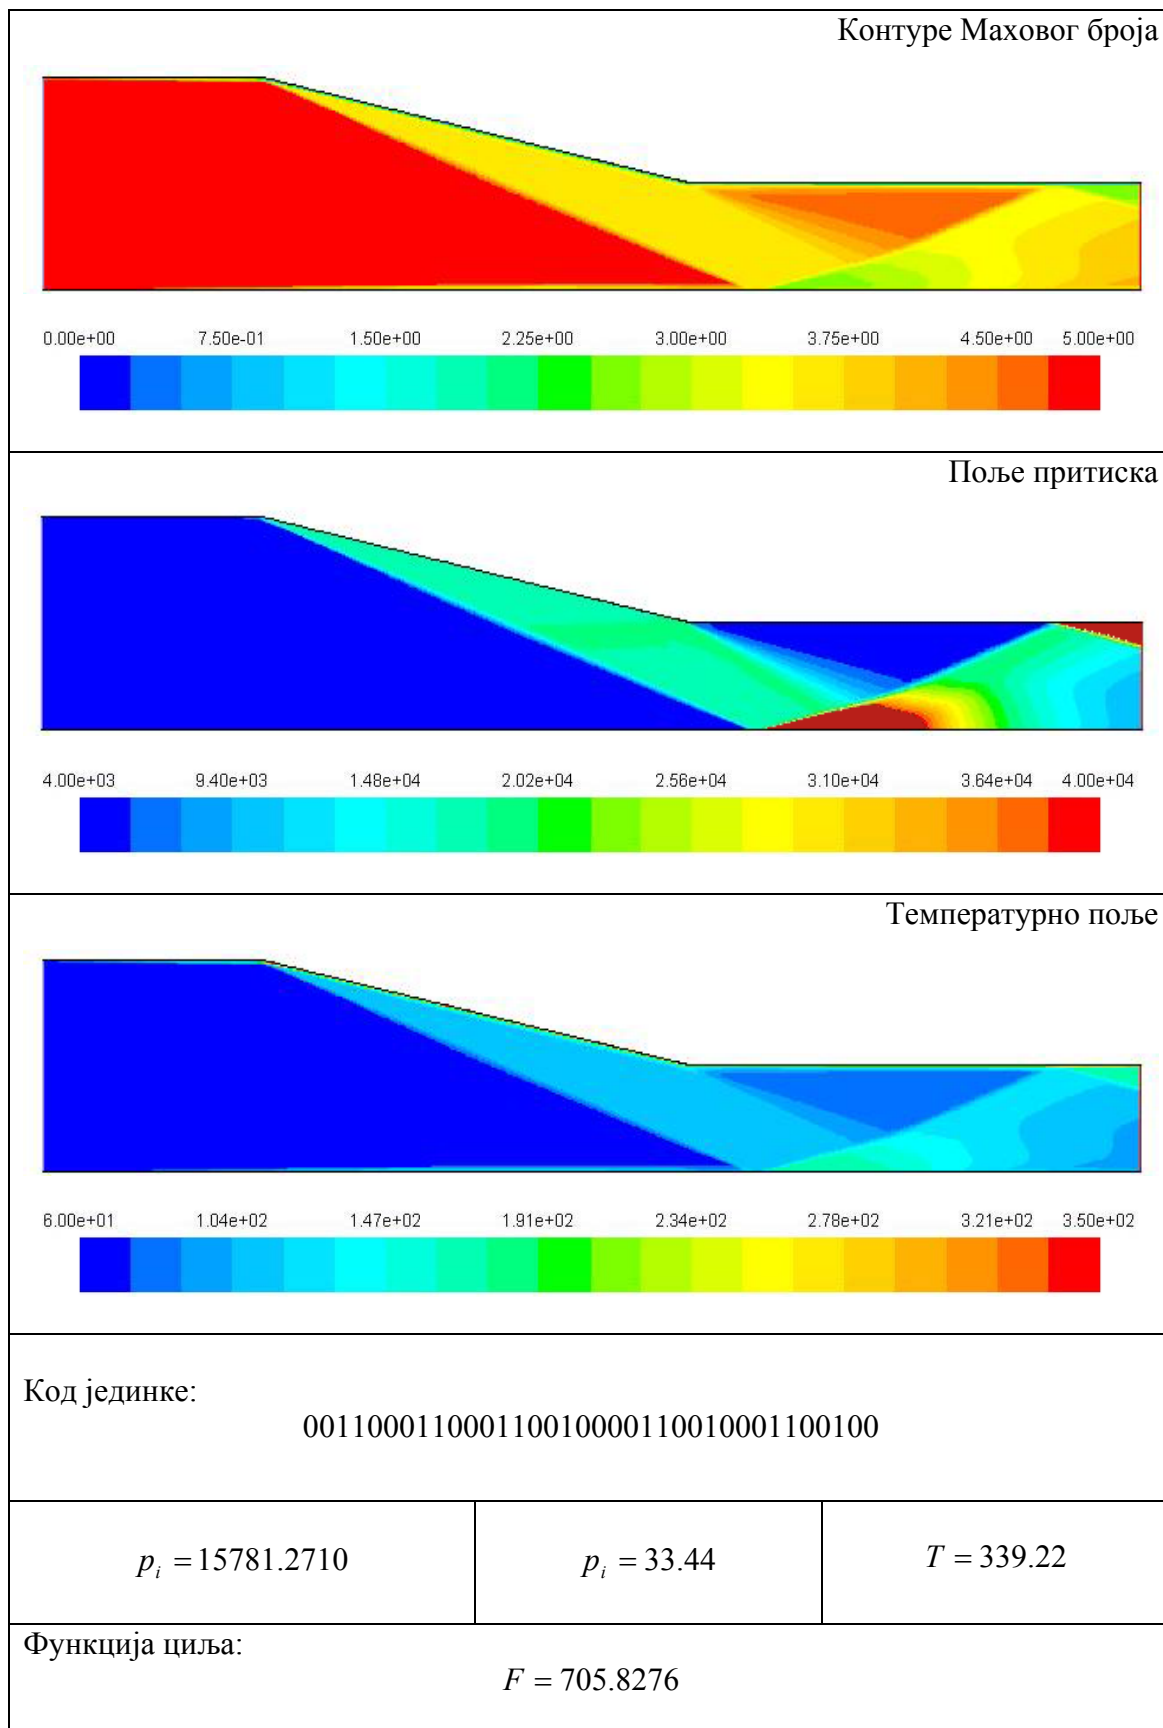 Контуре Маховог броја
0.00e+00 7.50e-01 1.50e+00 2.25e+00 3.00e+00 3.75e+00 4.50e+00 5.00e+00
Поље притиска
4.00e+03 9.40e+03 1.48e+04 2.02e+04 2.56e+04 3.10e+04 3.64e+04 4.00e+04
Температурно поље
6.00e+01 1.04e+02 1.47e+02 1.91e+02 2.34e+02 2.78e+02 3.21e+02 3.50e+02
Код јединке:
001100011000110010000110010001100100
p_i = 15781.2710 p_i = 33.44 T = 339.22
Функција циља:
F = 705.8276